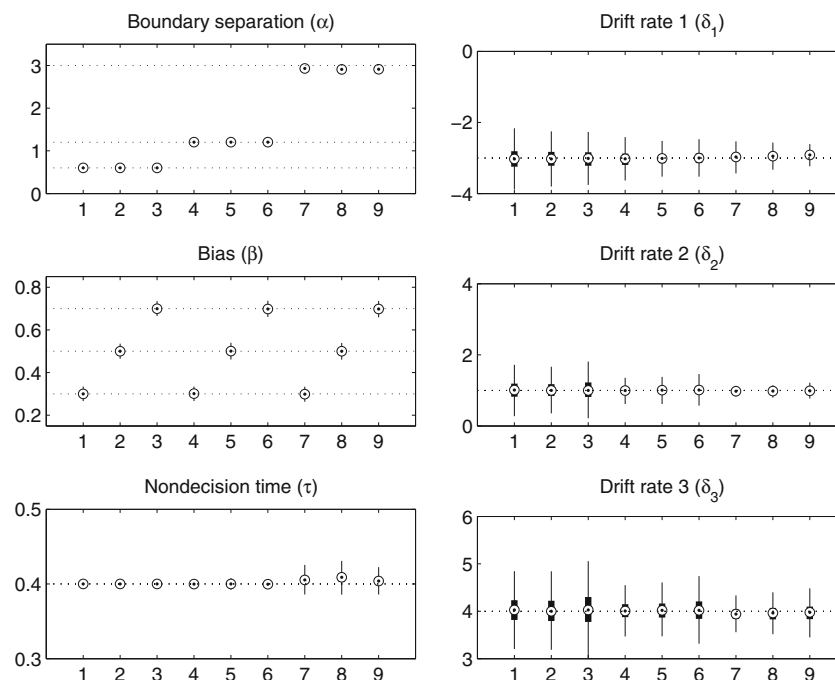 Boundary separation (α)
3
2
1
0
1 2 3 4 5 6 7 8 9
Drift rate 1 (δ1)
0
−2
−4
1 2 3 4 5 6 7 8 9
Bias (β)
0.8
0.6
0.4
0.2
1 2 3 4 5 6 7 8 9
Drift rate 2 (δ2)
4
2
0
1 2 3 4 5 6 7 8 9
Nondecision time (τ)
0.5
0.4
0.3
1 2 3 4 5 6 7 8 9
Drift rate 3 (δ3)
6
5
4
3
1 2 3 4 5 6 7 8 9